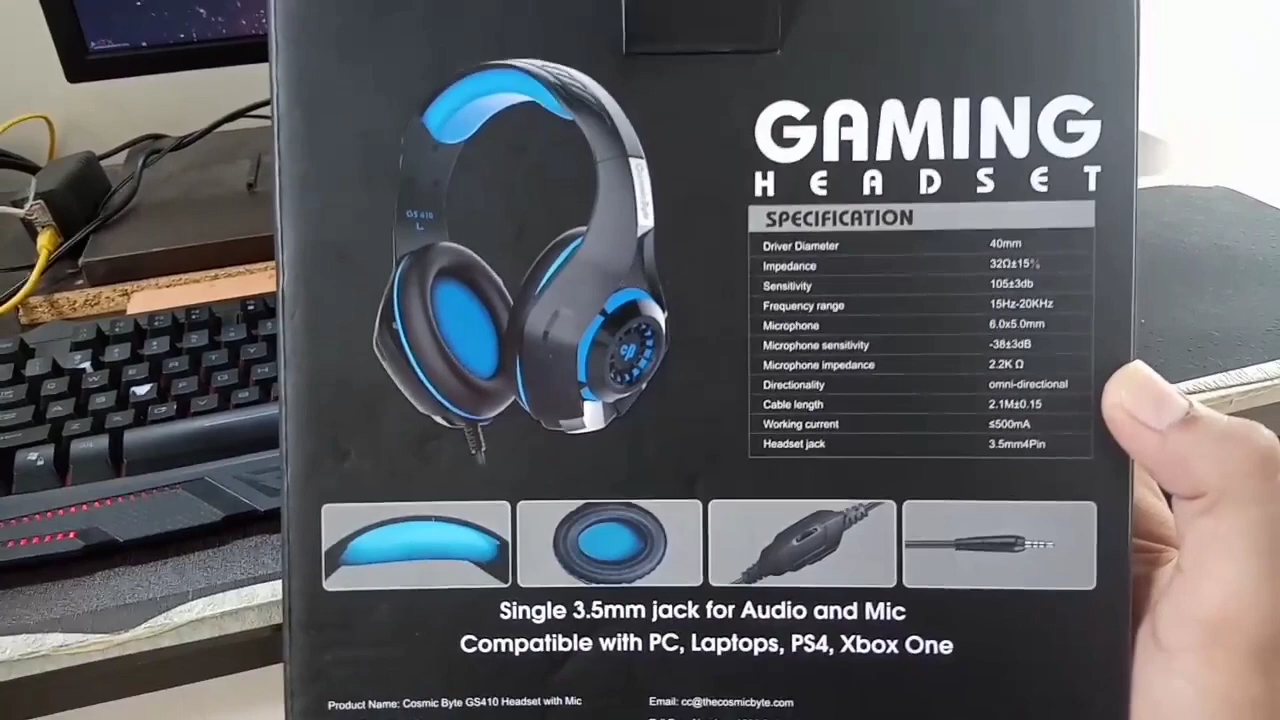 GAMING
HEADSET
SPECIFICATION
Driver Diameter 40mm
Impedance 32Ω±15%
Sensitivity 105±3db
Frequency range 15Hz-20KHz
Microphone 6.0x5.0mm
Microphone sensitivity -38±3dB
Microphone impedance 2.2K Ω
Directionality omni-directional
Cable length 2.1M±0.15
Working current ≤500mA
Headset jack 3.5mm4Pin
GS 410
L
Single 3.5mm jack for Audio and Mic
Compatible with PC, Laptops, PS4, Xbox One
Product Name: Cosmic Byte GS410 Headset with Mic
Email: cc@thecosmicbyte.com